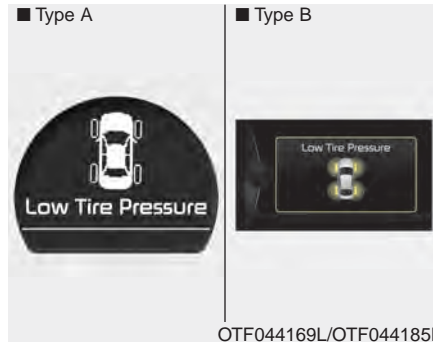 ■ Type A
■ Type B
Low Tire Pressure
Low Tire Pressure
OTF044169L/OTF044185L